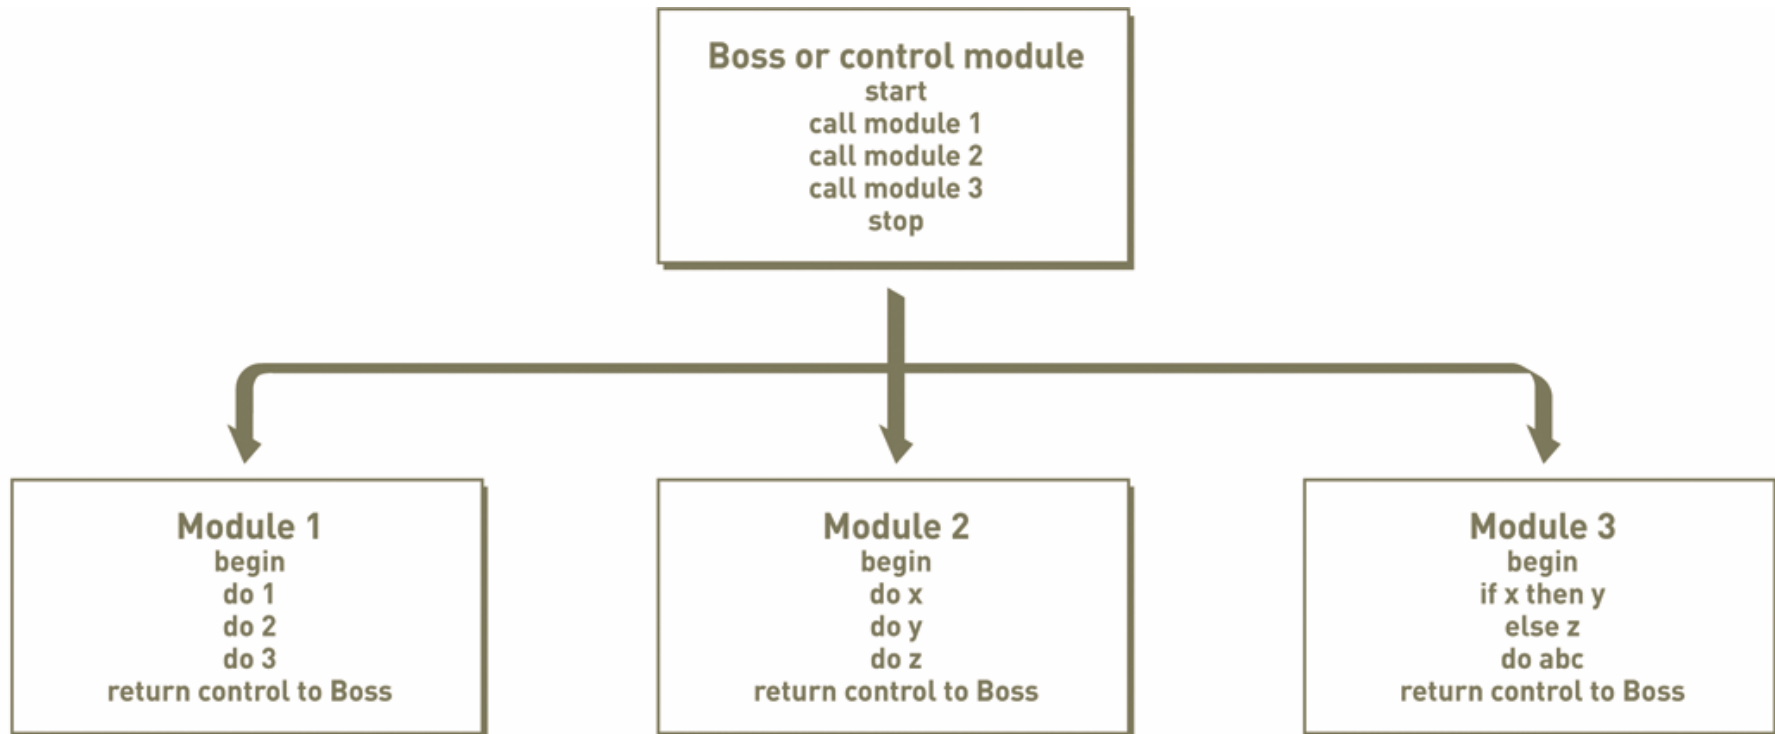 Boss or control module
start
call module 1
call module 2
call module 3
stop
Module 1
begin
do 1
do 2
do 3
return control to Boss
Module 2
begin
do x
do y
do z
return control to Boss
Module 3
begin
if x then y
else z
do abc
return control to Boss